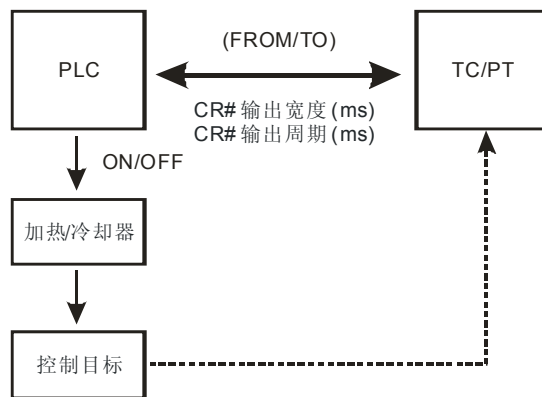 PLC
(FROM/TO)
TC/PT
CR# 输出宽度 (ms)
CR# 输出周期 (ms)
ON/OFF
加热/冷却器
控制目标